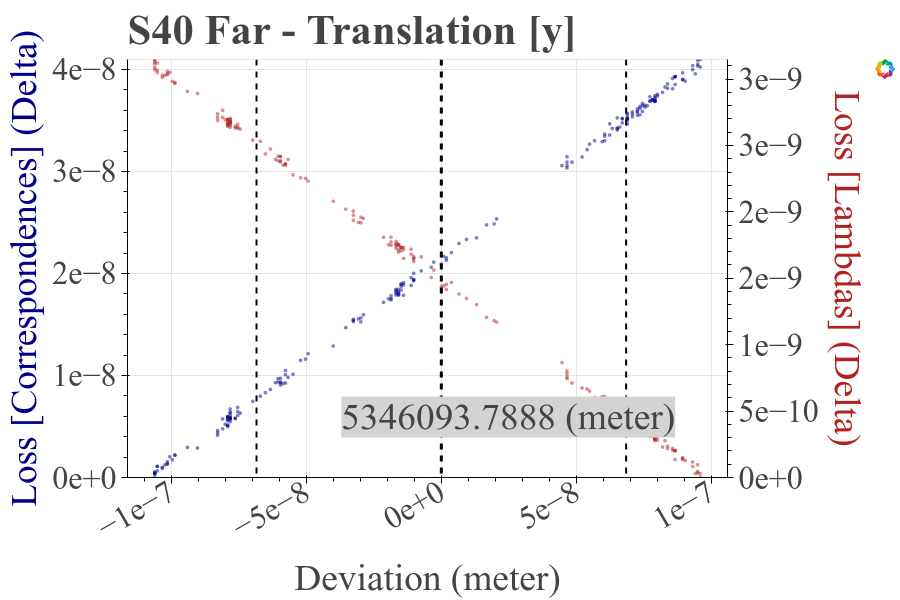 S40 Far - Translation [y]
Loss [Correspondences] (Delta)
4e−8
3e−8
2e−8
1e−8
0e+0
3e−9
3e−9
2e−9
2e−9
1e−9
5e−10
0e+0
Loss [Lambdas] (Delta)
5346093.7888 (meter)
−1e−7
−5e−8
0e+0
5e−8
1e−7
Deviation (meter)